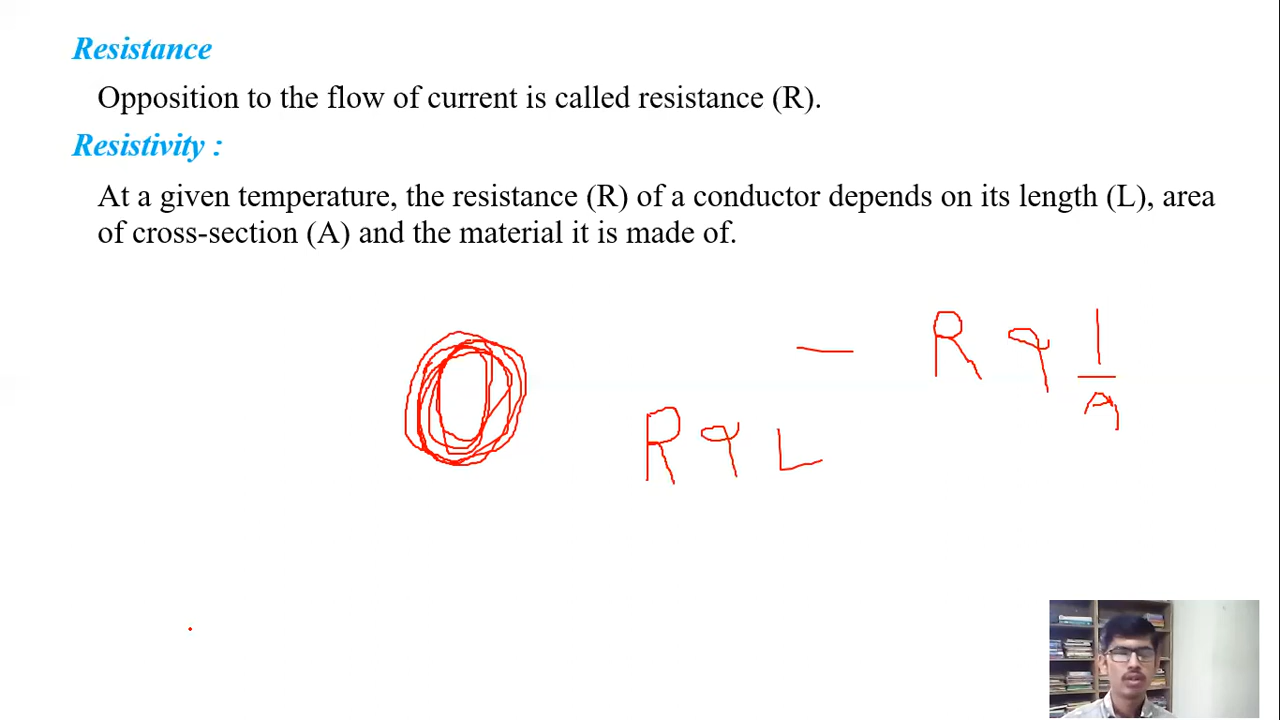 Resistance
Opposition to the flow of current is called resistance (R).
Resistivity :
At a given temperature, the resistance (R) of a conductor depends on its length (L), area
of cross-section (A) and the material it is made of.
R ∝ 1/A
R ∝ L